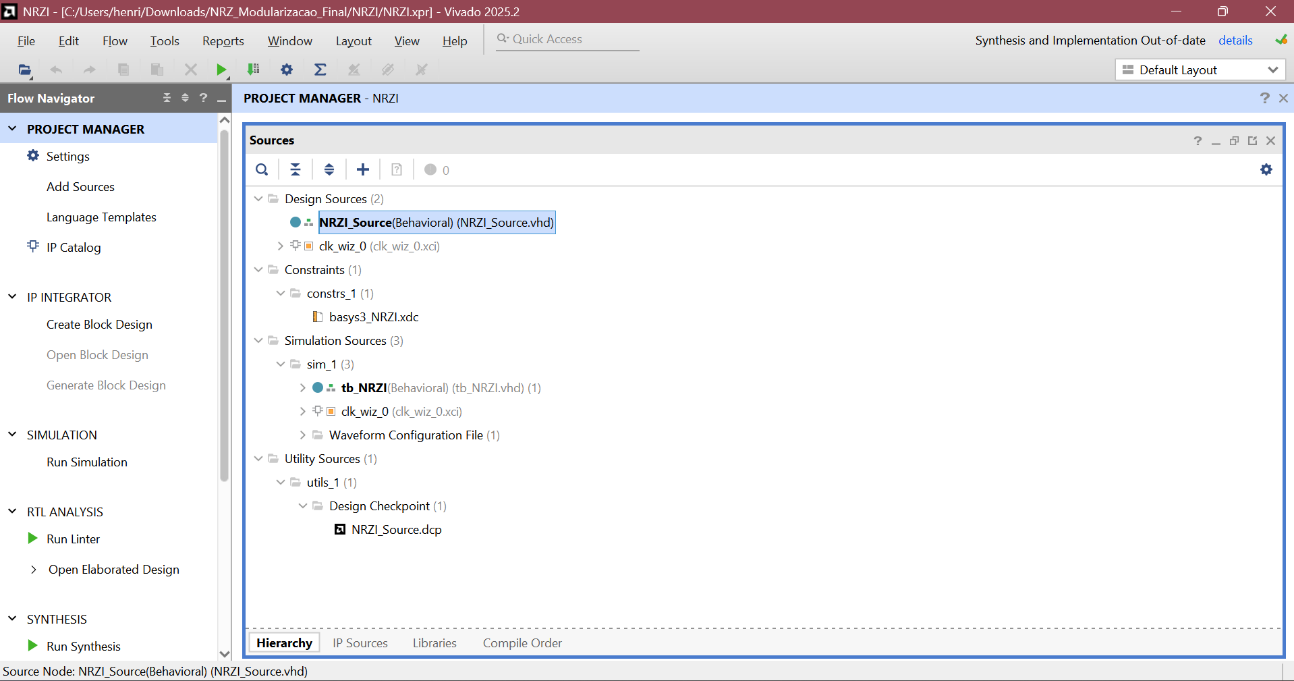 NRZI - [C:/Users/henri/Downloads/NRZ_Modularizacao_Final/NRZI/NRZI.xpr] - Vivado 2025.2
File Edit Flow Tools Reports Window Layout View Help Quick Access Synthesis and Implementation Out-of-date details
Default Layout
Flow Navigator
PROJECT MANAGER
Settings
Add Sources
Language Templates
IP Catalog
IP INTEGRATOR
Create Block Design
Open Block Design
Generate Block Design
SIMULATION
Run Simulation
RTL ANALYSIS
Run Linter
Open Elaborated Design
SYNTHESIS
Run Synthesis
PROJECT MANAGER - NRZI
Sources
0
Design Sources (2)
NRZI_Source(Behavioral) (NRZI_Source.vhd)
clk_wiz_0 (clk_wiz_0.xci)
Constraints (1)
constrs_1 (1)
basys3_NRZI.xdc
Simulation Sources (3)
sim_1 (3)
tb_NRZI(Behavioral) (tb_NRZI.vhd) (1)
clk_wiz_0 (clk_wiz_0.xci)
Waveform Configuration File (1)
Utility Sources (1)
utils_1 (1)
Design Checkpoint (1)
NRZI_Source.dcp
Hierarchy IP Sources Libraries Compile Order
Source Node: NRZI_Source(Behavioral) (NRZI_Source.vhd)